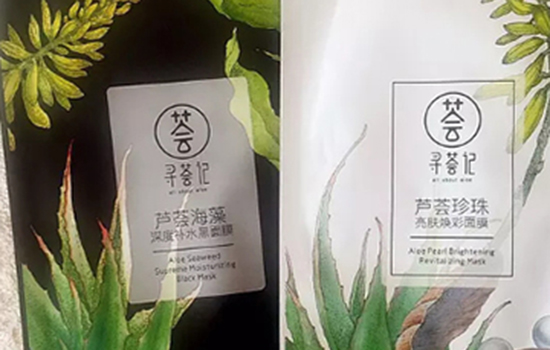 荟
寻荟记
芦荟海藻
深度补水黑面膜
Aloe Seaweed
Supreme Moisturizing
Black Mask
荟
寻荟记
芦荟珍珠
亮肤焕彩面膜
Aloe Pearl Brightening
Revitalizing Mask